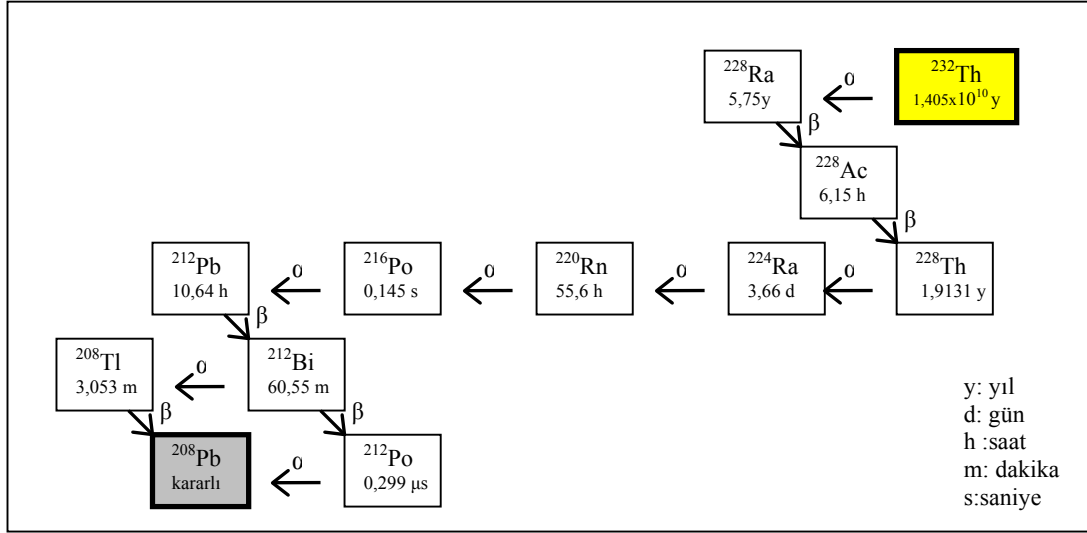 ²²⁸Ra
5,75y
α
²³²Th
1,405x10¹⁰ y
β
²²⁸Ac
6,15 h
β
²¹²Pb
10,64 h
α
²¹⁶Po
0,145 s
α
²²⁰Rn
55,6 h
α
²²⁴Ra
3,66 d
α
²²⁸Th
1,9131 y
β
²⁰⁸Tl
3,053 m
α
²¹²Bi
60,55 m
β
β
²⁰⁸Pb
kararlı
α
²¹²Po
0,299 μs
y: yıl
d: gün
h :saat
m: dakika
s:saniye